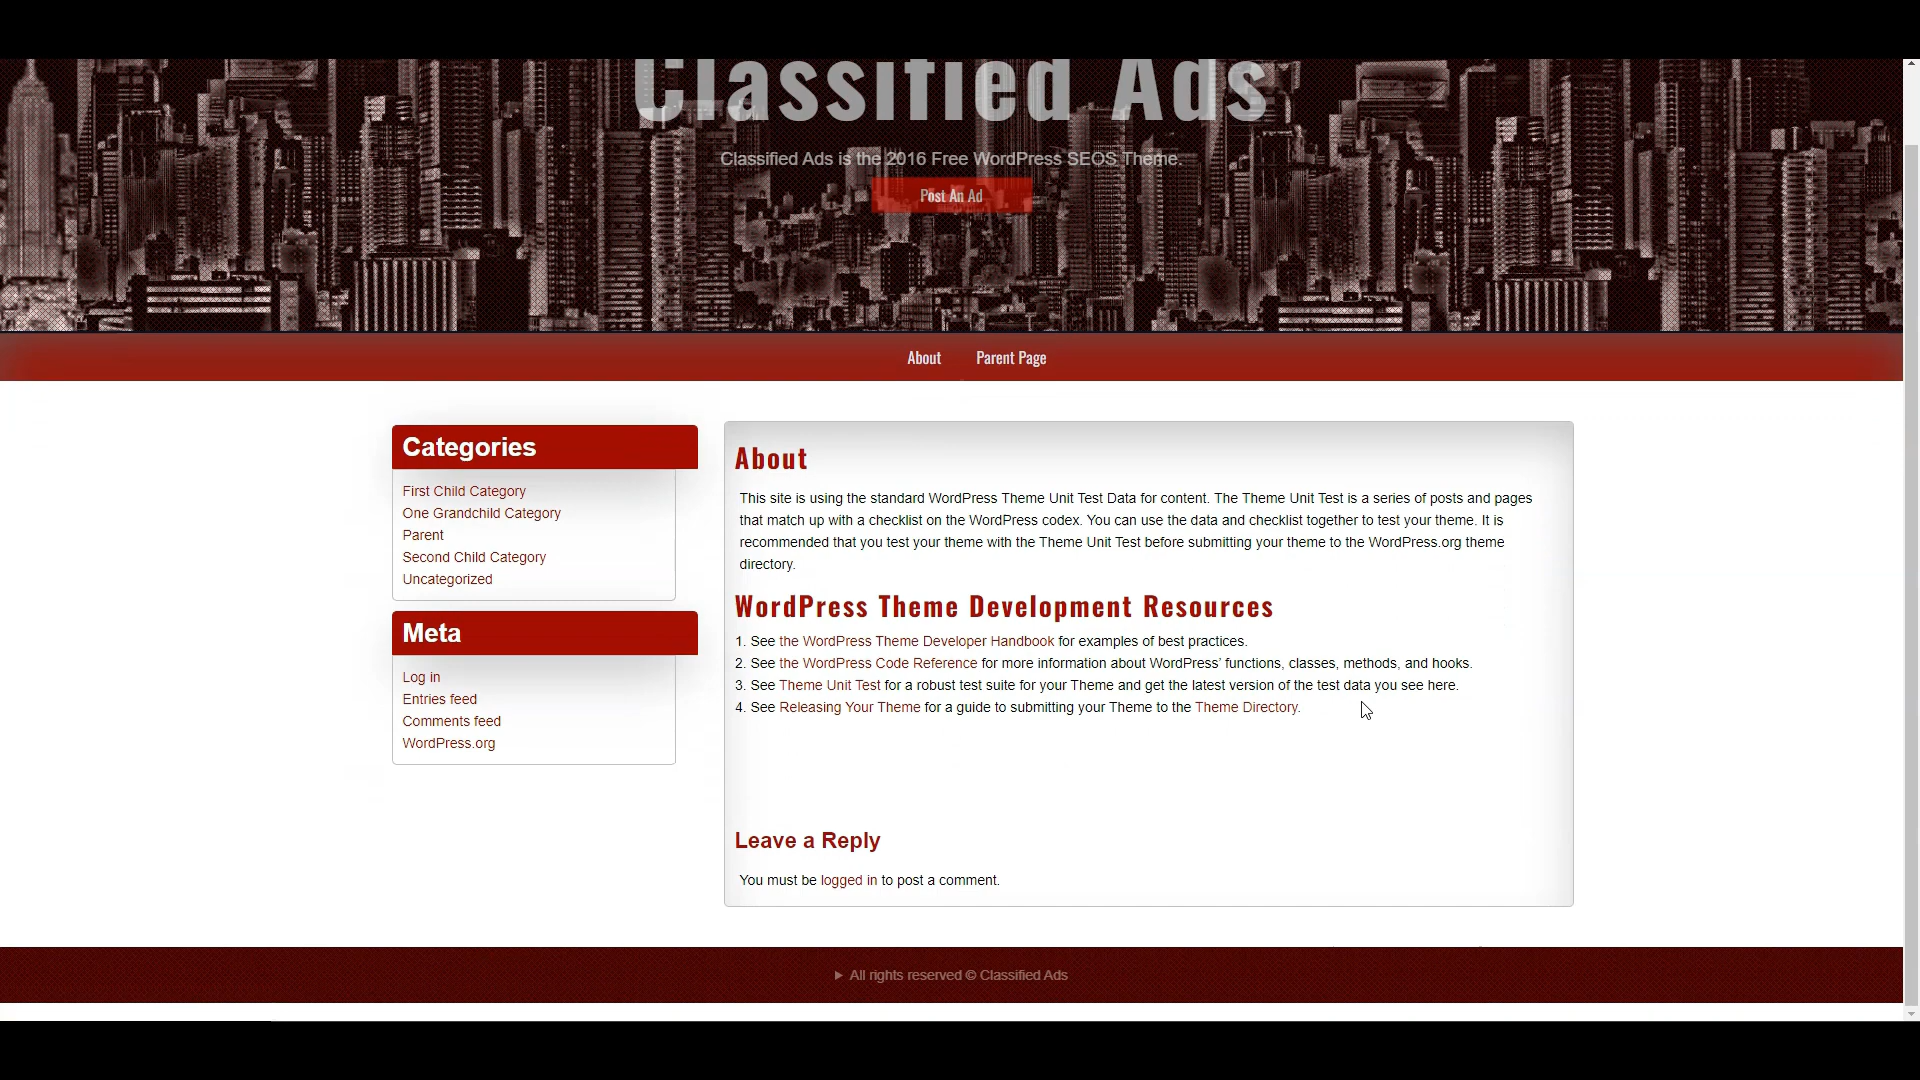 Classified Ads
Classified Ads is the 2016 Free WordPress SEOS Theme.
Post An Ad
About
Parent Page
Categories
First Child Category
One Grandchild Category
Parent
Second Child Category
Uncategorized
Meta
Log in
Entries feed
Comments feed
WordPress.org
About
This site is using the standard WordPress Theme Unit Test Data for content. The Theme Unit Test is a series of posts and pages
that match up with a checklist on the WordPress codex. You can use the data and checklist together to test your theme. It is
recommended that you test your theme with the Theme Unit Test before submitting your theme to the WordPress.org theme
directory.
WordPress Theme Development Resources
1. See the WordPress Theme Developer Handbook for examples of best practices.
2. See the WordPress Code Reference for more information about WordPress’ functions, classes, methods, and hooks.
3. See Theme Unit Test for a robust test suite for your Theme and get the latest version of the test data you see here.
4. See Releasing Your Theme for a guide to submitting your Theme to the Theme Directory.
Leave a Reply
You must be logged in to post a comment.
All rights reserved © Classified Ads